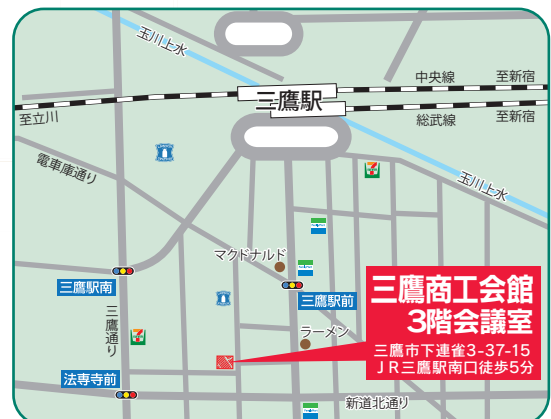 玉川上水
中央線
至新宿
三鷹駅
至立川
総武線
至新宿
電車庫通り
玉川上水
マクドナルド
三鷹駅南
三鷹駅前
三鷹商工会館
3階会議室
三鷹市下連雀3-37-15
JR三鷹駅南口徒歩5分
三鷹通り
ラーメン
法専寺前
新道北通り